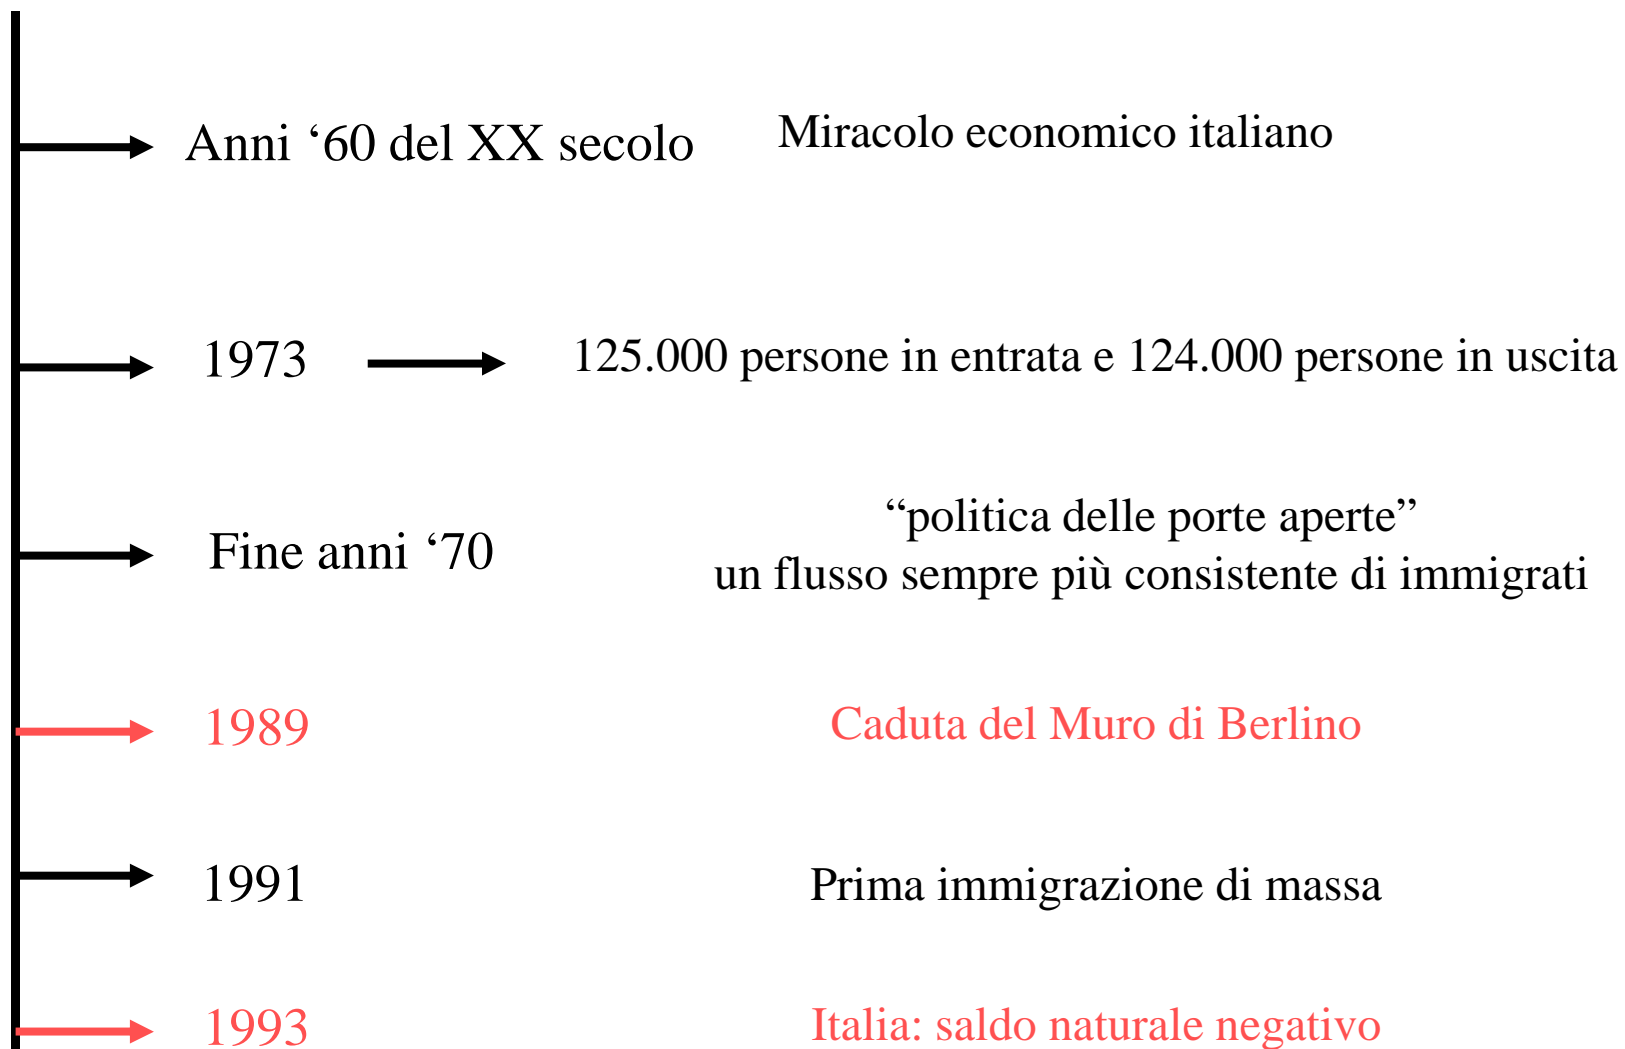 Anni ‘60 del XX secolo Miracolo economico italiano
1973 125.000 persone in entrata e 124.000 persone in uscita
“politica delle porte aperte”
Fine anni ‘70
un flusso sempre più consistente di immigrati
1989 Caduta del Muro di Berlino
1991 Prima immigrazione di massa
1993 Italia: saldo naturale negativo